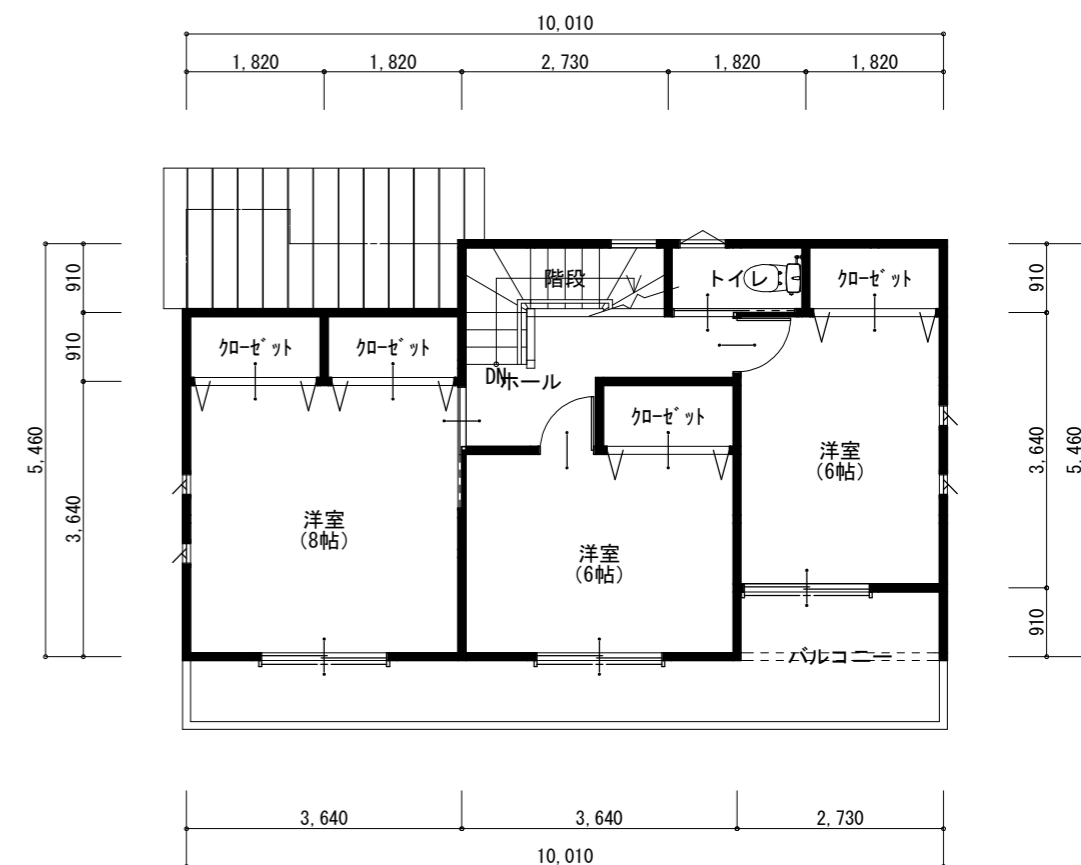 10,010
1,820
1,820
2,730
1,820
1,820
910
910
3,640
5,460
階段
トイレ
クローゼット
クローゼット
クローゼット
DN
ホール
クローゼット
洋室
(6帖)
洋室
(8帖)
洋室
(6帖)
バルコニー
910
3,640
910
5,460
3,640
3,640
2,730
10,010